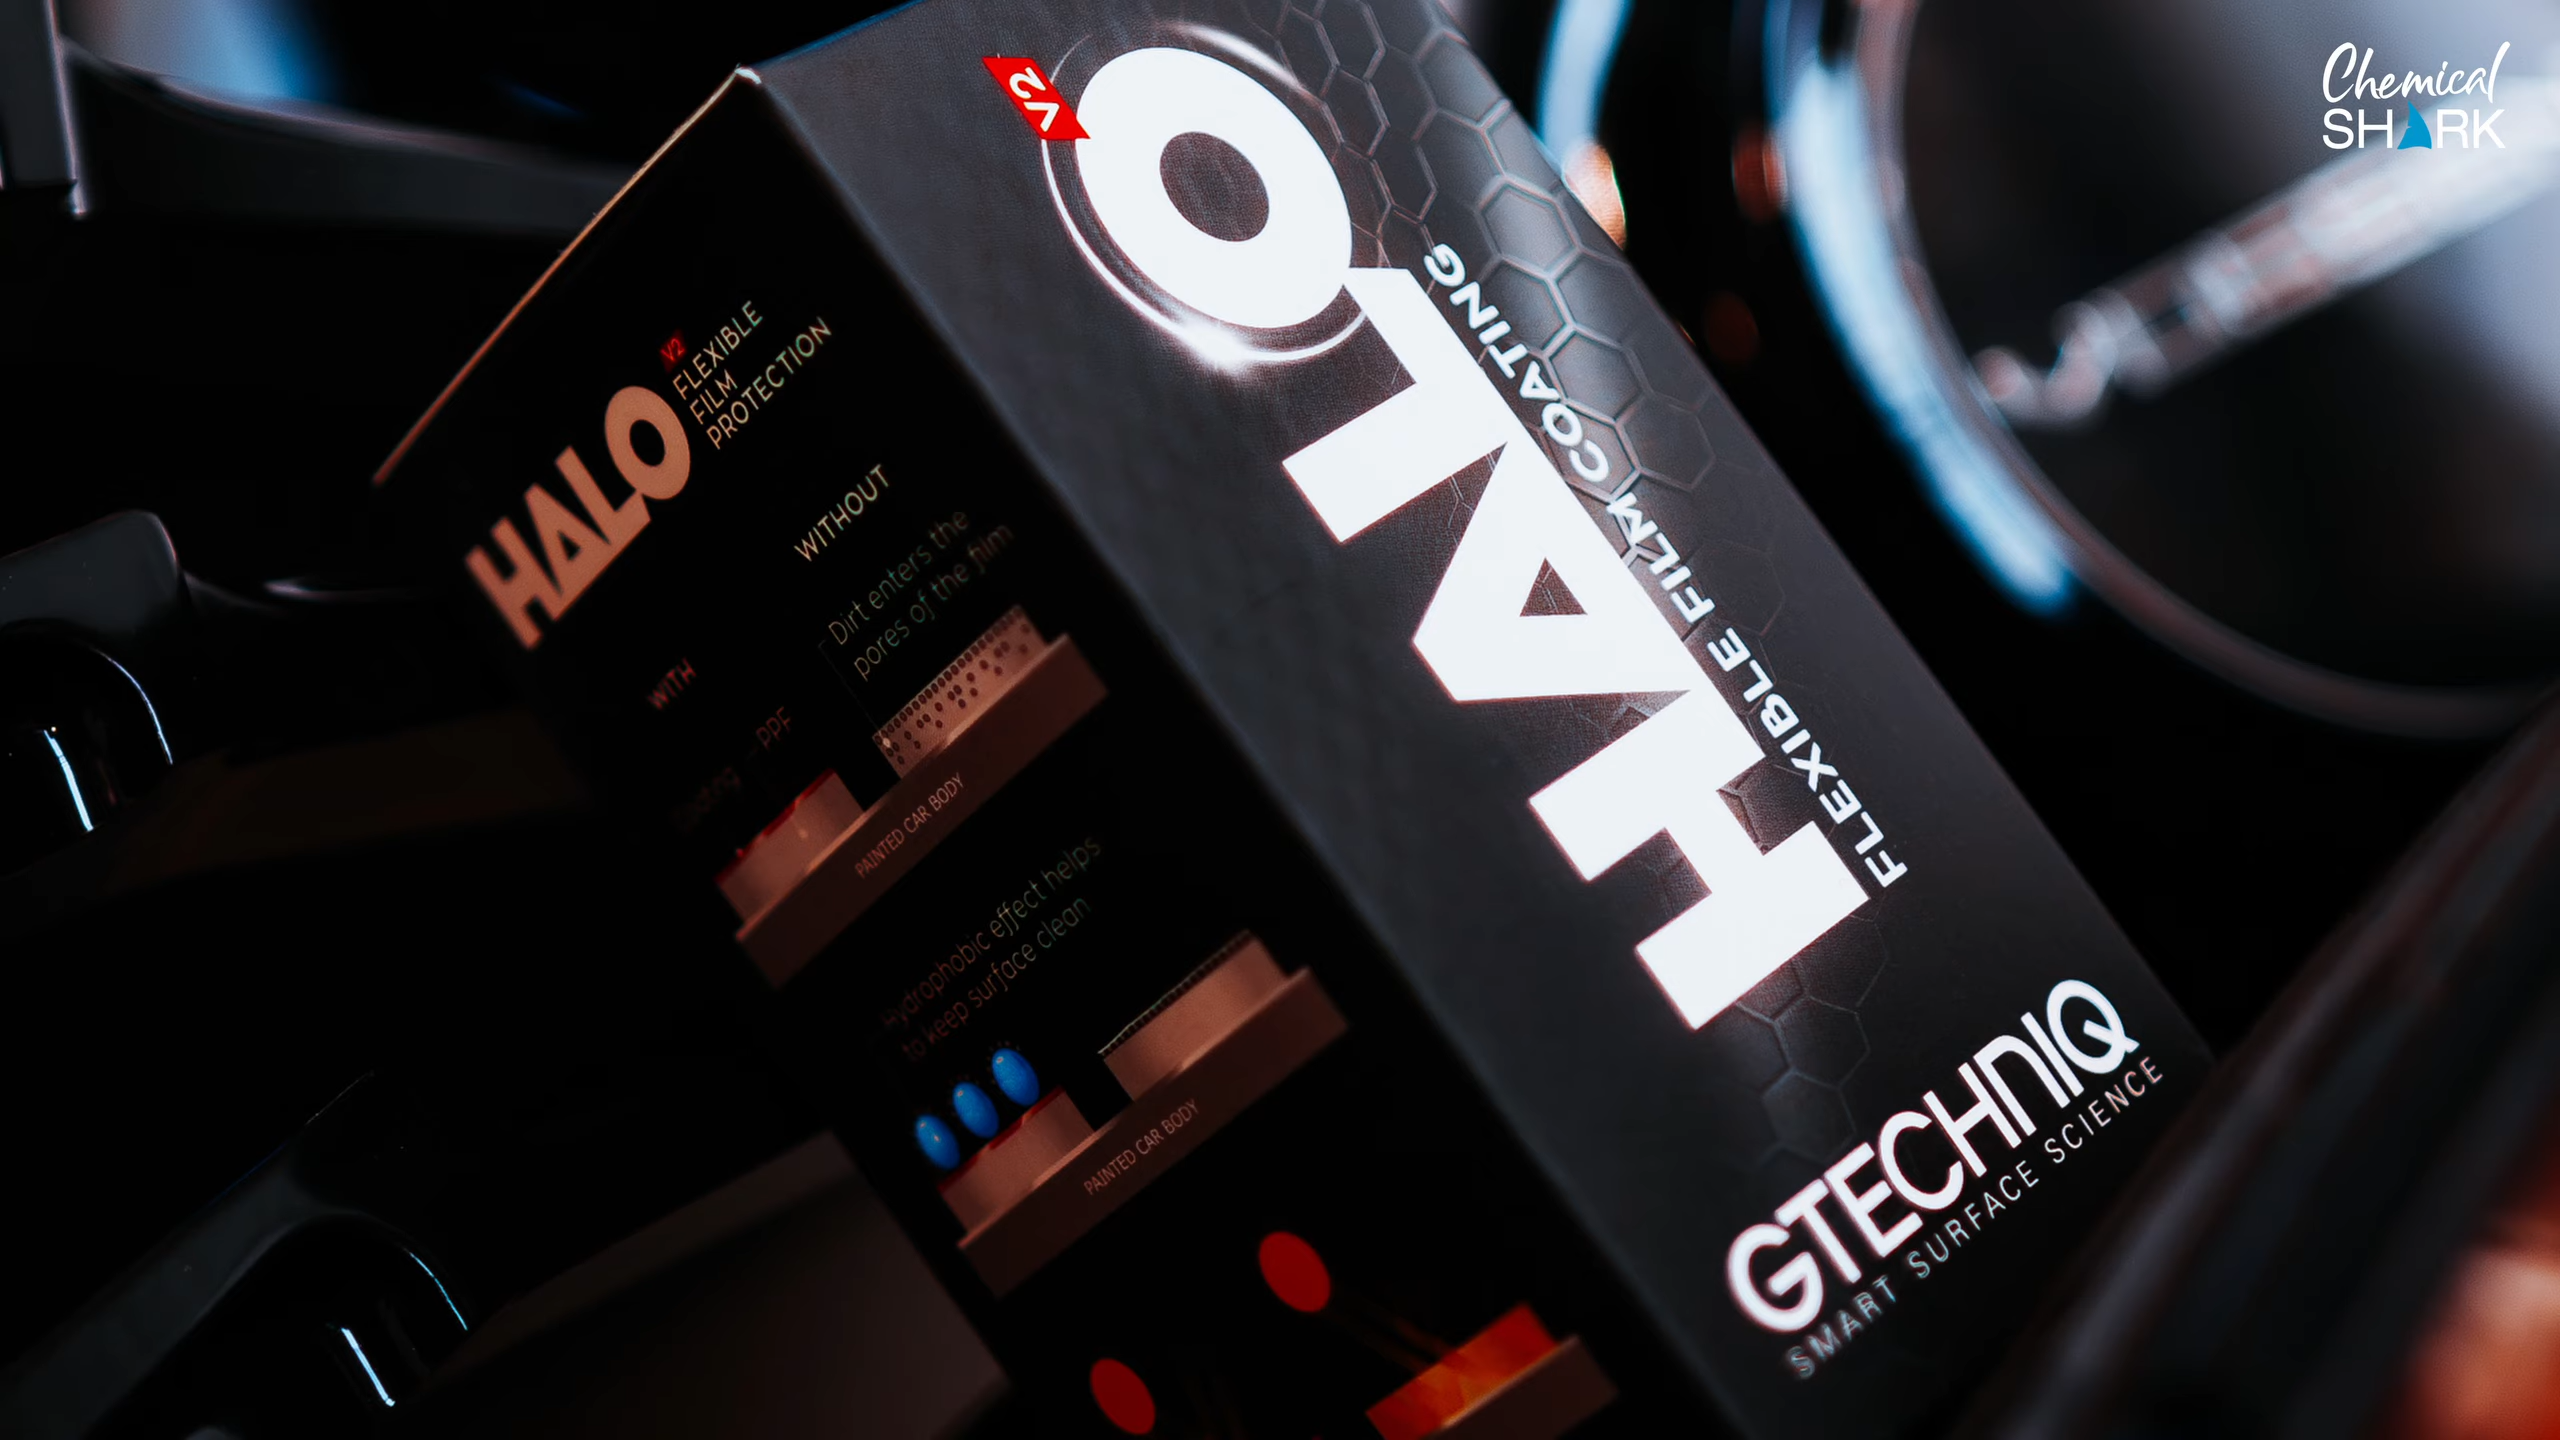 Chemical
SHARK
V2
HALO
FLEXIBLE FILM COATING
GTECHNIQ
SMART SURFACE SCIENCE
HALO
V2
FLEXIBLE
FILM
PROTECTION
WITHOUT
Dirt enters the
pores of the film
WITH
PPF
PAINTED CAR BODY
Hydrophobic effect helps
to keep surface clean
PAINTED CAR BODY